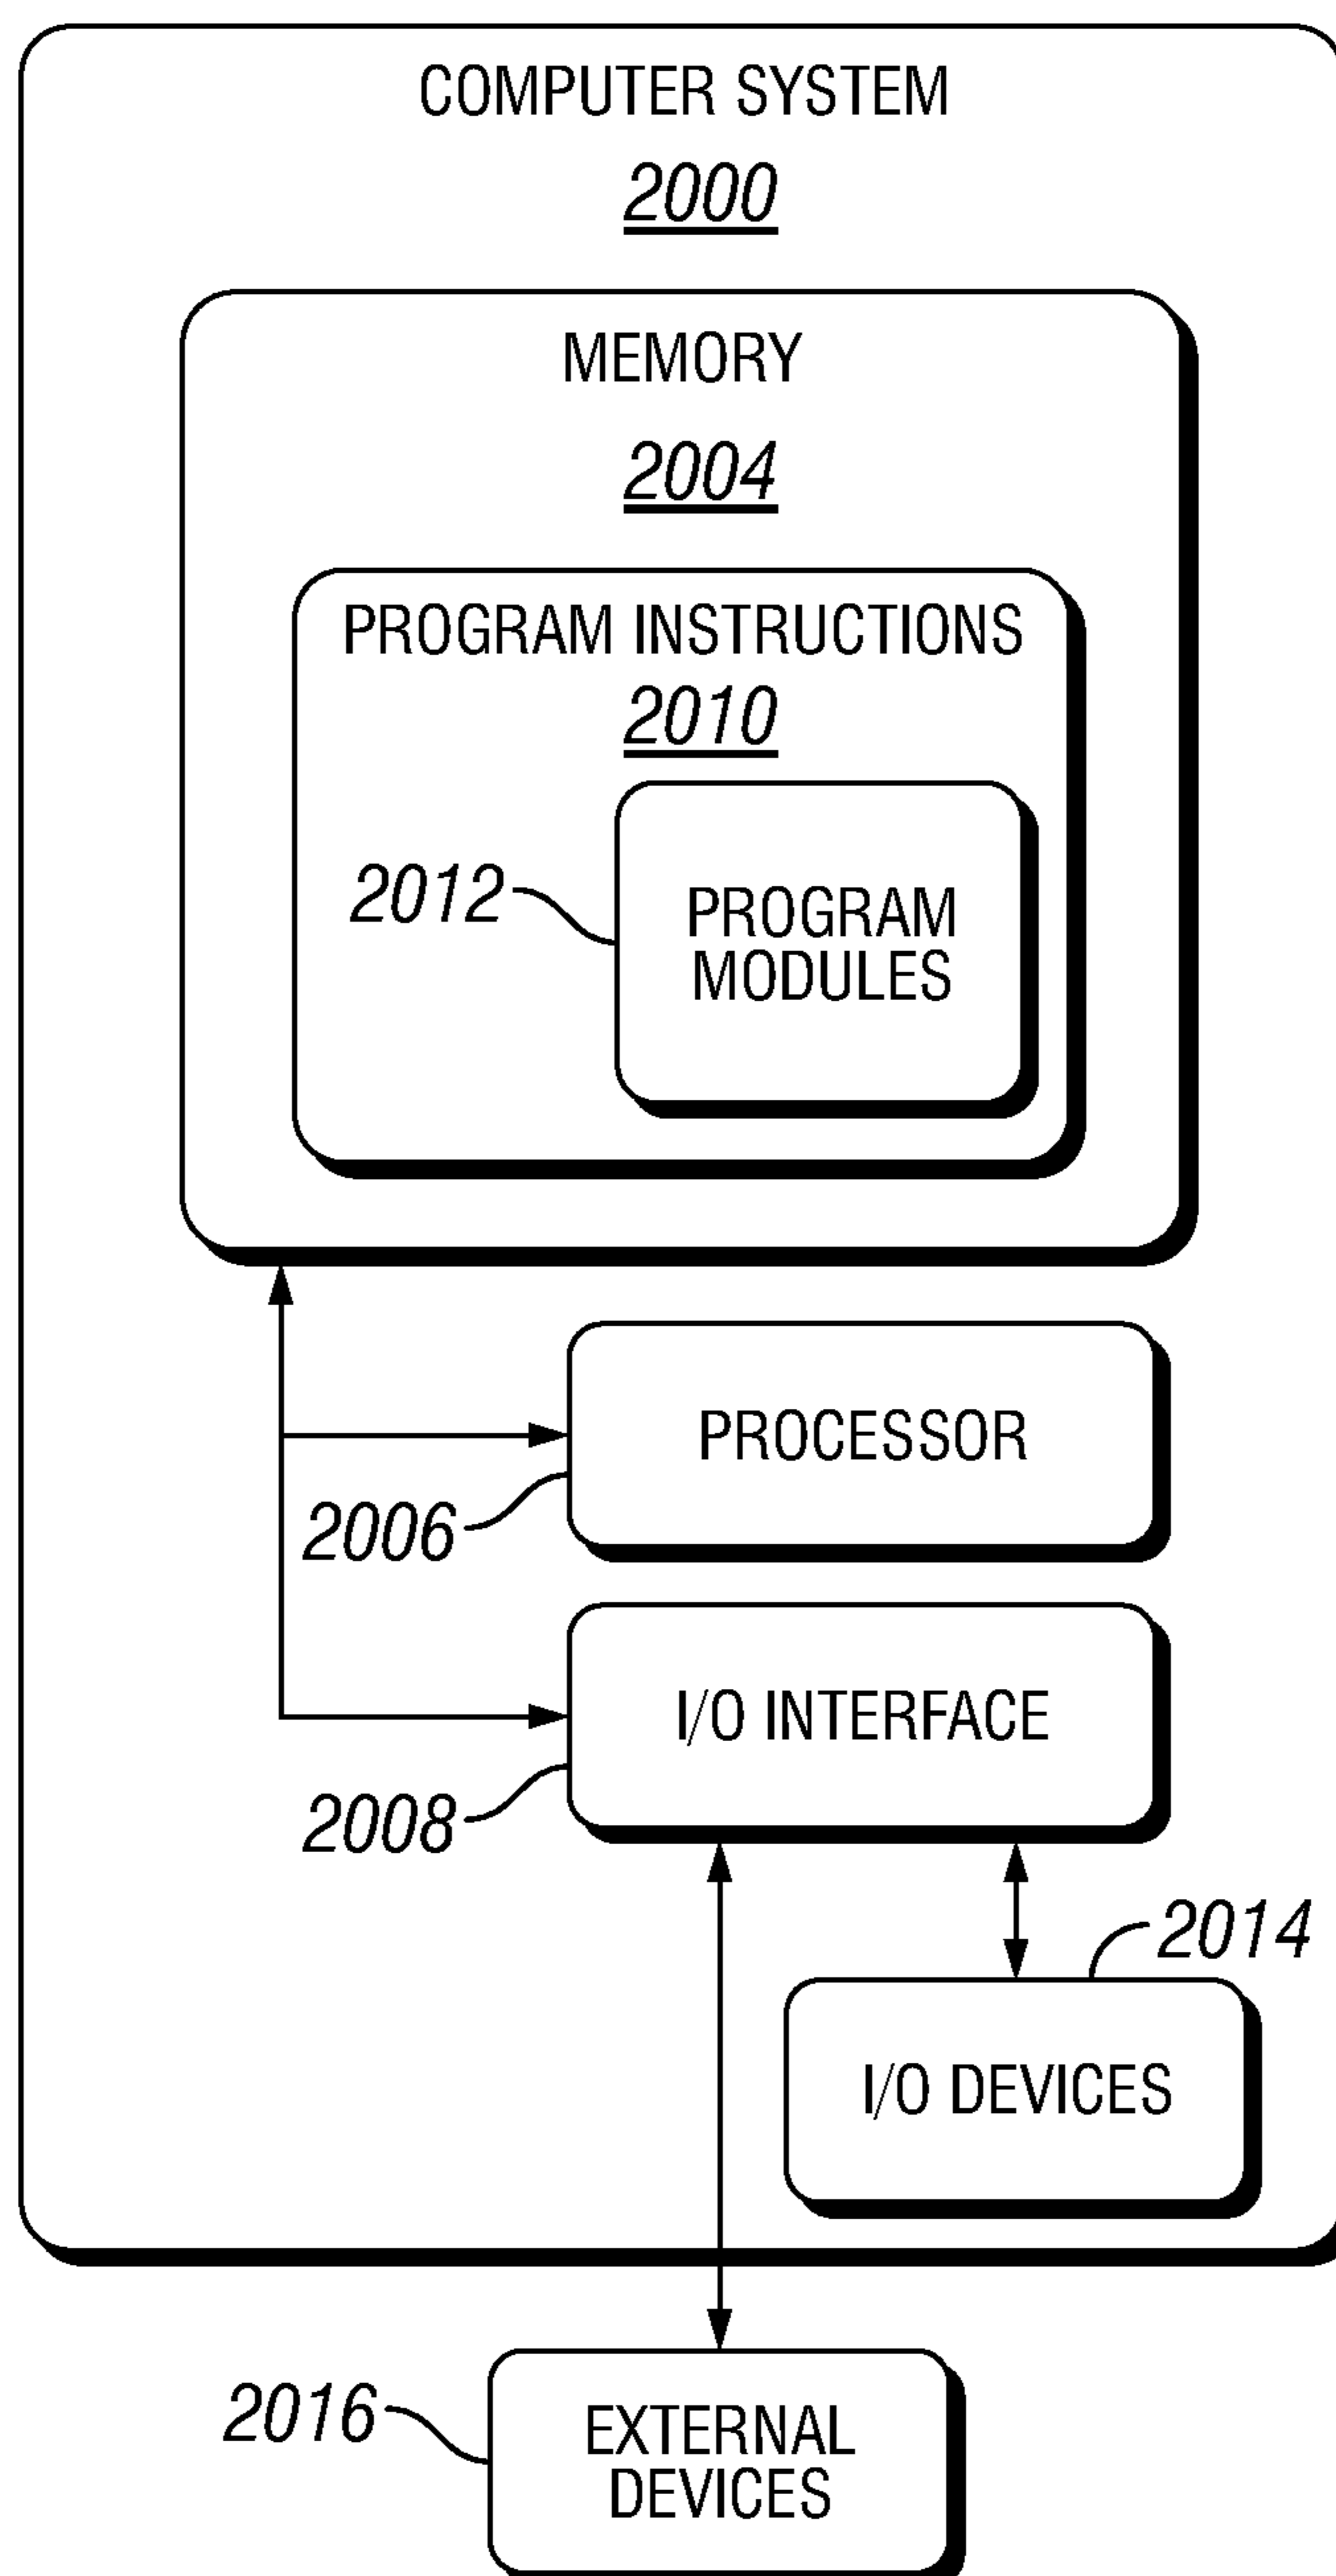 COMPUTER SYSTEM
2000
MEMORY
2004
PROGRAM INSTRUCTIONS
2010
2012
PROGRAM
MODULES
PROCESSOR
2006
I/O INTERFACE
2008
2014
I/O DEVICES
2016
EXTERNAL
DEVICES